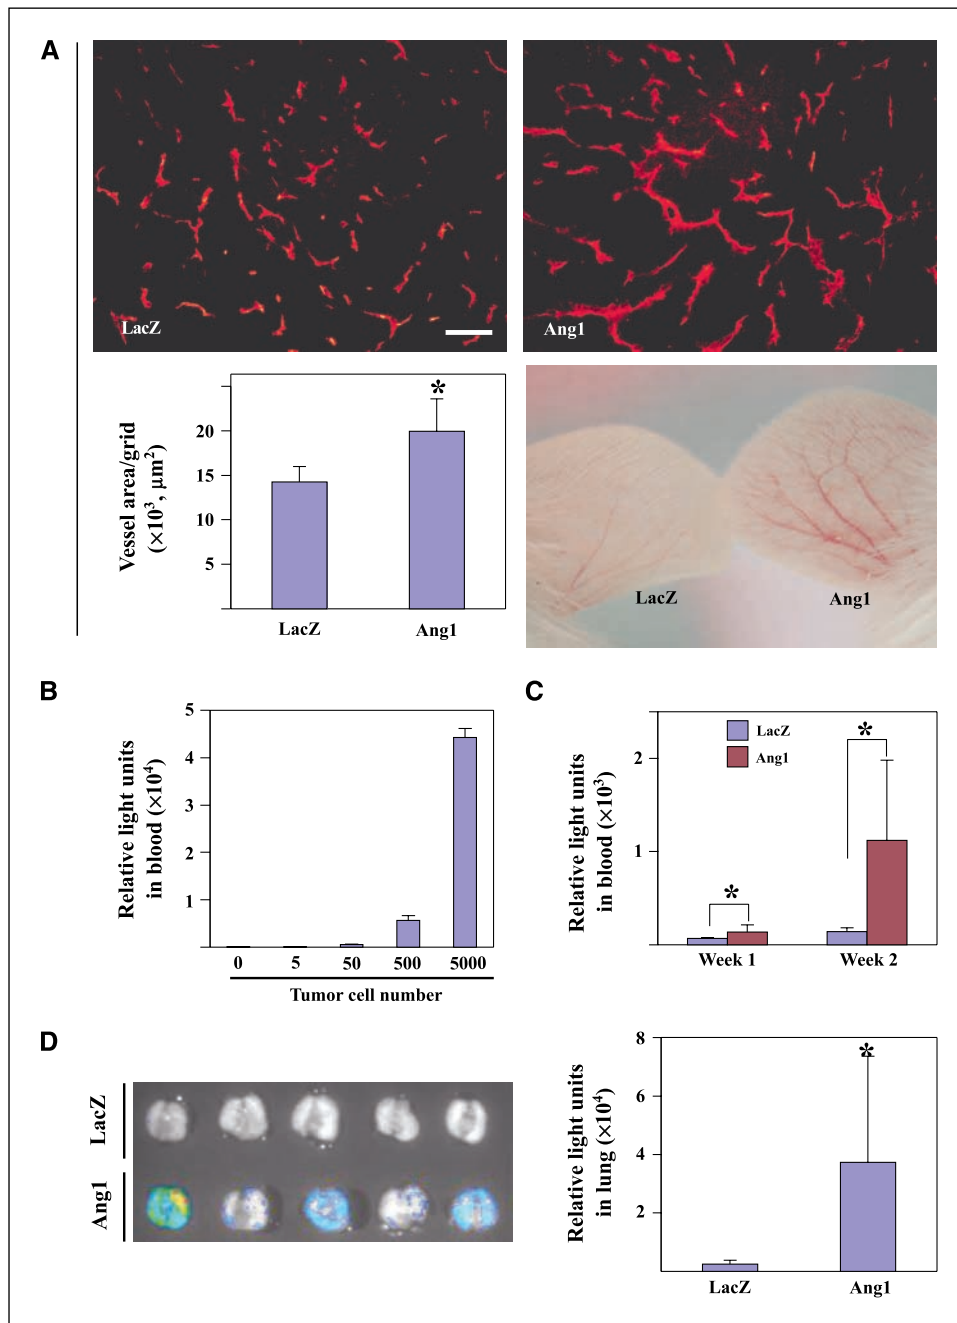 A
LacZ
Ang1
Vessel area/grid
(×10³, μm²)
20
15
10
5
*
LacZ
Ang1
LacZ
Ang1
B
Relative light units
in blood (×10⁴)
5
4
3
2
1
0
5
50
500
5000
Tumor cell number
C
Relative light units
in blood (×10³)
2
1
LacZ
Ang1
*
*
Week 1
Week 2
D
LacZ
Ang1
Relative light units
in lung (×10⁴)
8
6
4
2
*
LacZ
Ang1